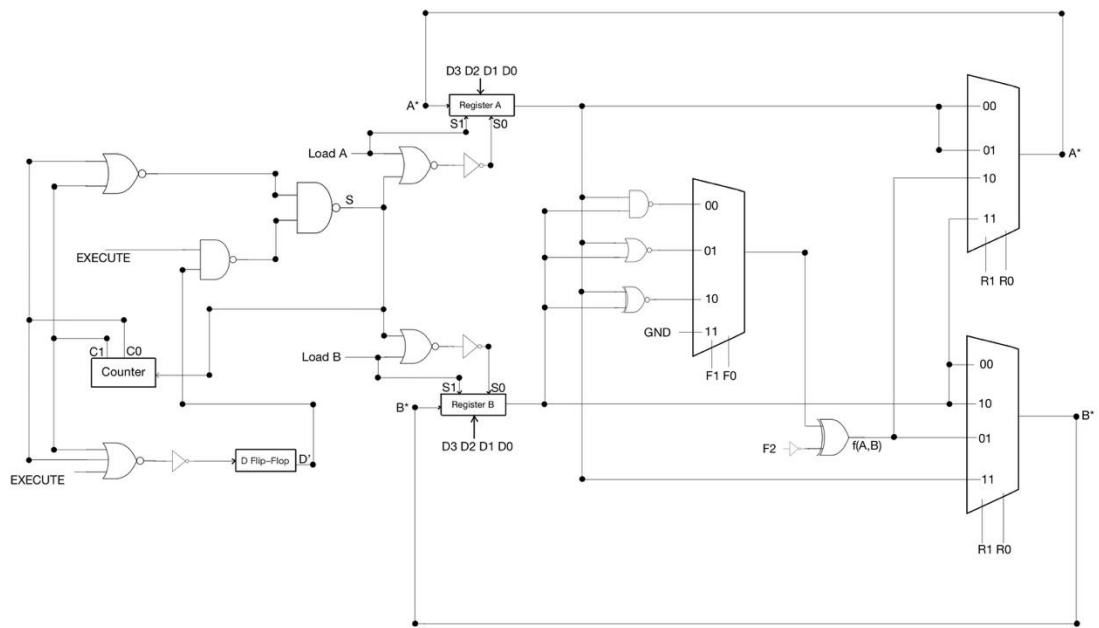 D3 D2 D1 D0
A*
Register A
S1
S0
00
Load A
01
A*
S
10
00
11
EXECUTE
01
R1 R0
10
GND
11
C1
C0
Load B
00
Counter
F1 F0
S1
S0
10
B*
Register B
B*
01
D3 D2 D1 D0
F2
f(A,B)
D Flip-Flop
D'
EXECUTE
11
R1 R0